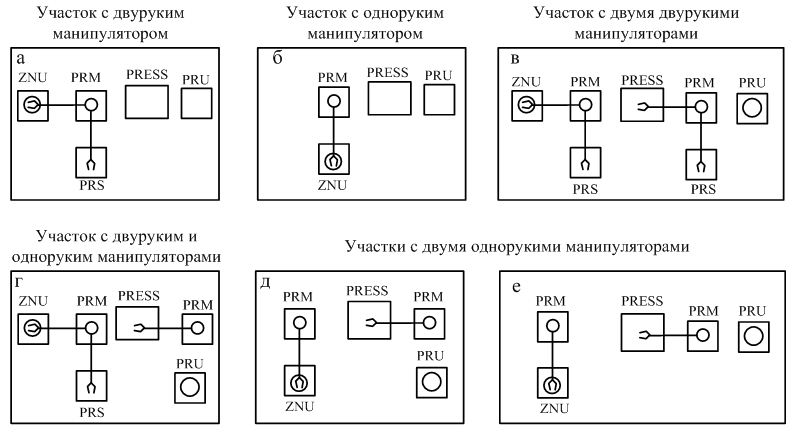 Участок с двуруким
манипулятором
а
ZNU PRM PRESS PRU
PRS
Участок с одноруким
манипулятором
б
PRM PRESS PRU
ZNU
Участок с двумя двурукими
маниторами
в
ZNU PRM PRESS PRM PRU
PRS PRS
Участок с двуруким и
одноруким манипуляторами
г
ZNU PRM PRESS PRM
PRU
PRS
Участки с двумя однорукими манипуляторами
д
PRM PRESS PRM
PRU
ZNU
е
PRM PRESS PRM PRU
ZNU